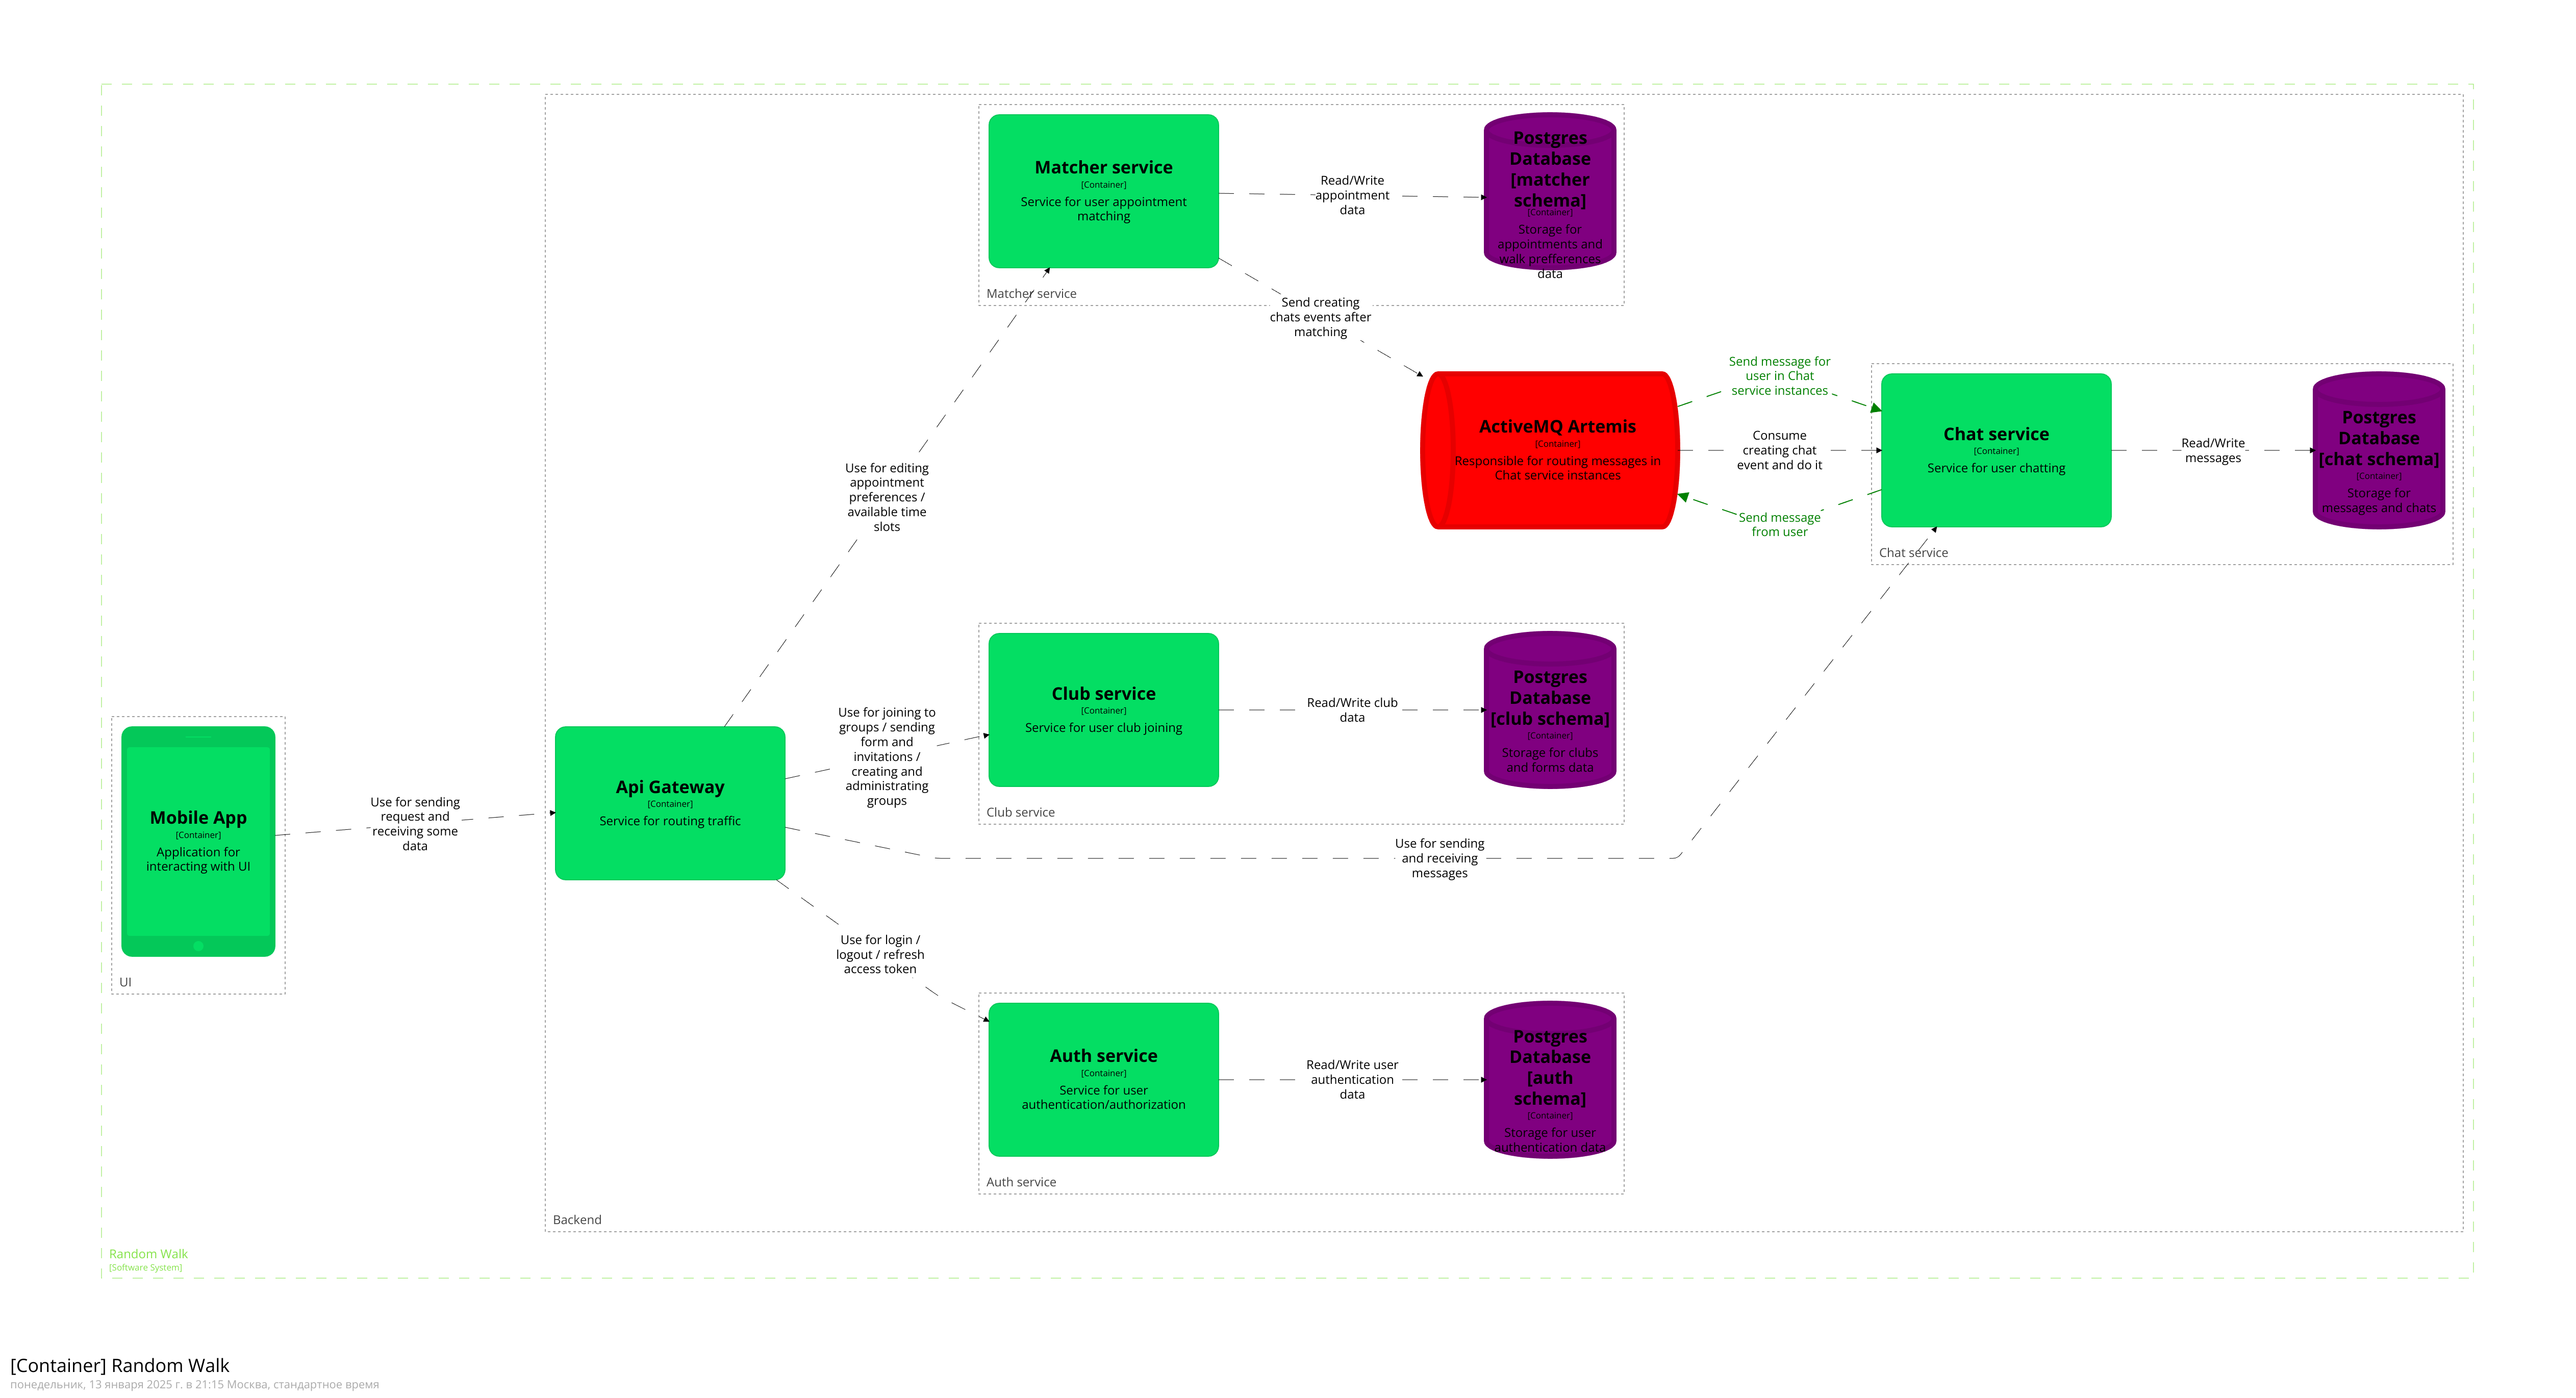 Matcher service
[Container]
Service for user appointment
matching
Read/Write
appointment
data
Postgres
Database
[matcher
schema]
[Container]
Storage for
appointments and
walk prefferences
data
Matcher service
Send creating
chats events after
matching
ActiveMQ Artemis
[Container]
Responsible for routing messages in
Chat service instances
Send message for
user in Chat
service instances
Consume
creating chat
event and do it
Send message
from user
Chat service
[Container]
Service for user chatting
Read/Write
messages
Postgres
Database
[chat schema]
[Container]
Storage for
messages and chats
Chat service
Use for editing
appointment
preferences /
available time
slots
Club service
[Container]
Service for user club joining
Read/Write club
data
Postgres
Database
[club schema]
[Container]
Storage for clubs
and forms data
Club service
Mobile App
[Container]
Application for
interacting with UI
UI
Use for sending
request and
receiving some
data
Api Gateway
[Container]
Service for routing traffic
Use for joining to
groups / sending
form and
invitations /
creating and
administrating
groups
Use for sending
and receiving
messages
Use for login /
logout / refresh
access token
Auth service
[Container]
Service for user
authentication/authorization
Read/Write user
authentication
data
Postgres
Database
[auth
schema]
[Container]
Storage for user
authentication data
Auth service
Backend
Random Walk
[Software System]
[Container] Random Walk
понедельник, 13 января 2025 г. в 21:15 Москва, стандартное время